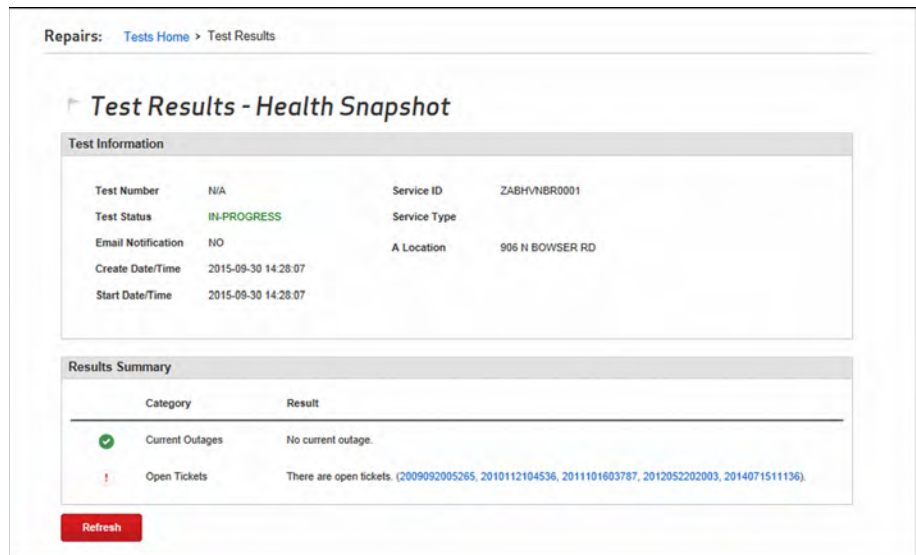 Repairs: Tests Home > Test Results
Test Results - Health Snapshot
Test Information
Test Number N/A Service ID ZABHVNBR0001
Test Status IN-PROGRESS Service Type
Email Notification NO A Location 906 N BOWSER RD
Create Date/Time 2015-09-30 14:28:07
Start Date/Time 2015-09-30 14:28:07
Results Summary
Category Result
Current Outages No current outage.
! Open Tickets There are open tickets. (2009092005265, 2010112104536, 2011101603787, 2012052202003, 2014071511136).
Refresh